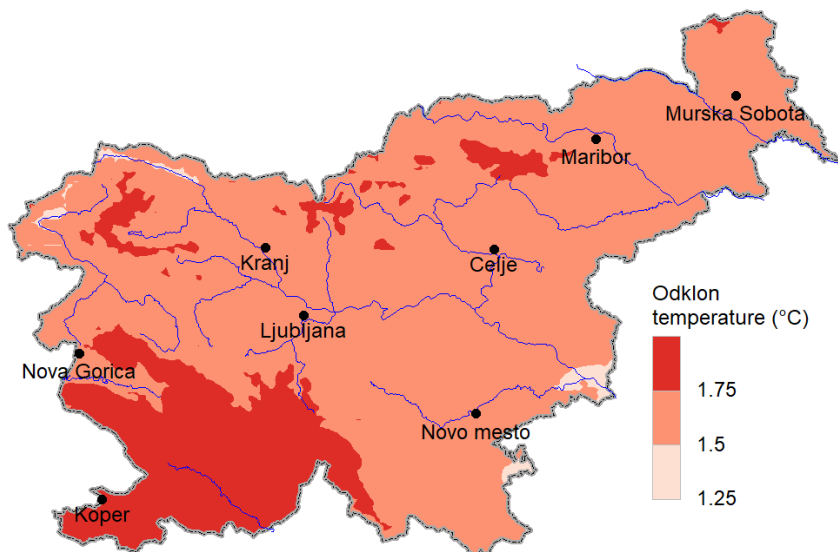 Murska Sobota
Maribor
Kranj
Celje
Ljubljana
Nova Gorica
Novo mesto
Koper
Odklon
temperature (°C)
1.75
1.5
1.25